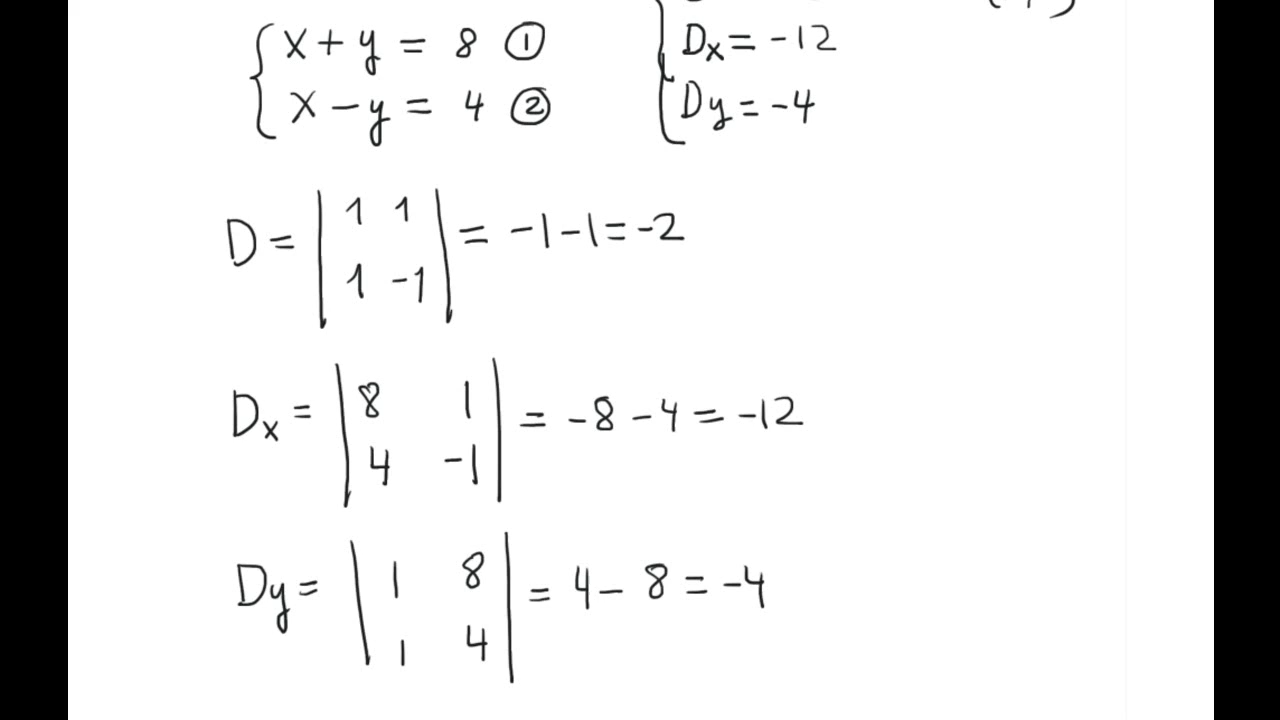 x+y = 8 ①
x-y = 4 ②
Dx = -12
Dy = -4
D = | 1 1 | = -1-1 = -2
1 -1
Dx = | 8 1 | = -8-4 = -12
4 -1
Dy = | 1 8 | = 4-8 = -4
1 4